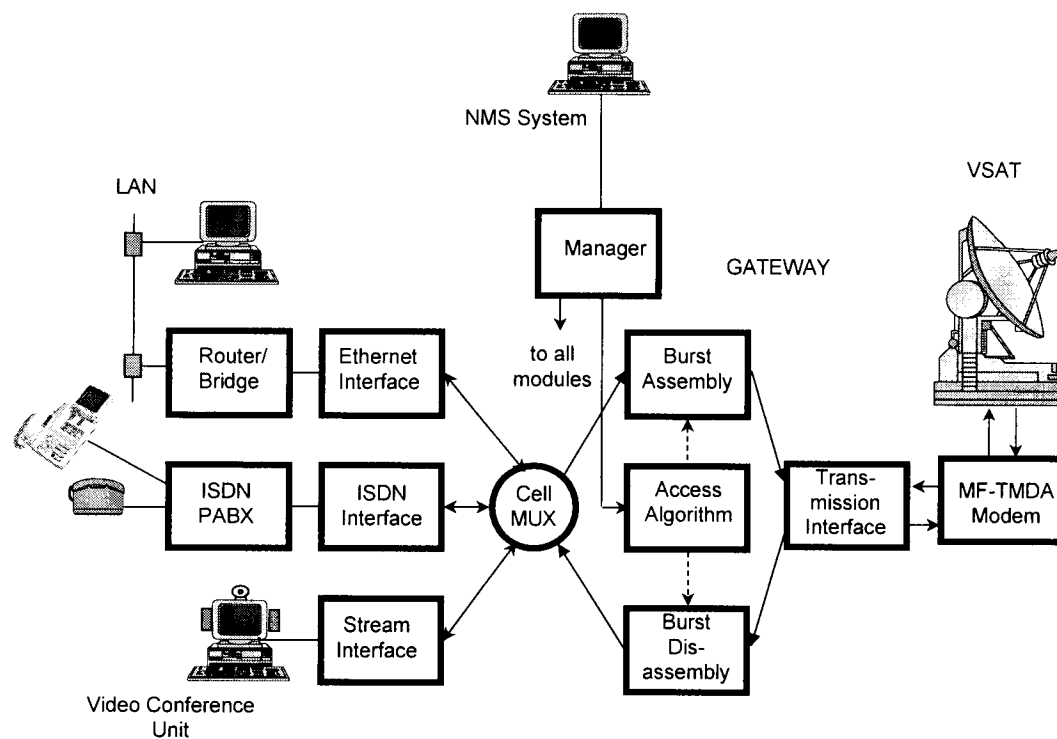 NMS System
VSAT
LAN
Manager
GATEWAY
to all
modules
Router/
Bridge
Ethernet
Interface
Burst
Assembly
ISDN
PABX
ISDN
Interface
Cell
MUX
Access
Algorithm
Trans-
mission
Interface
MF-TMDA
Modem
Stream
Interface
Burst
Dis-
assembly
Video Conference
Unit